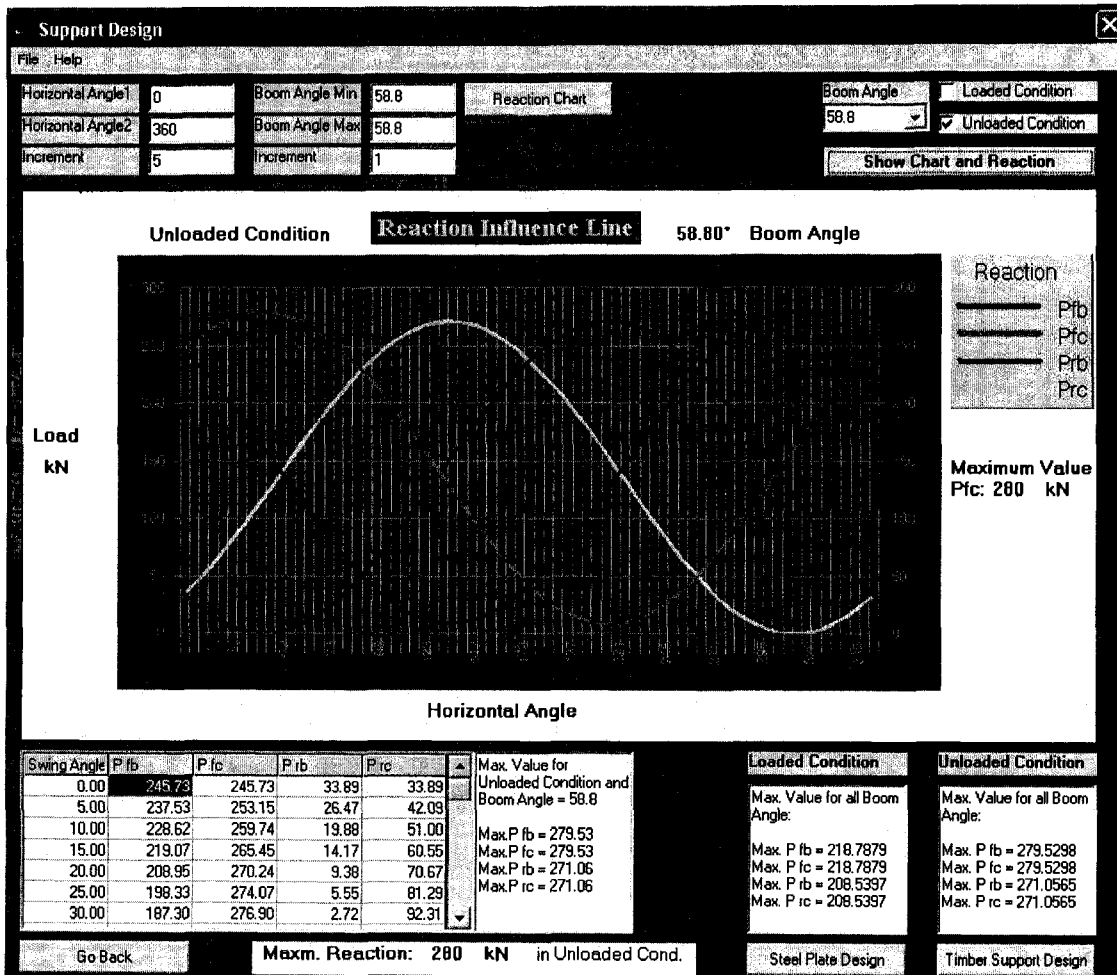 Support Design
File Help
Horizontal Angle1 0 Boom Angle Min 58.8 Reaction Chart Boom Angle Loaded Condition
Horizontal Angle2 360 Boom Angle Max 58.8 58.8 Unloaded Condition
Increment 5 Increment 1 Show Chart and Reaction
Unloaded Condition Reaction Influence Line 58.80° Boom Angle
Reaction
Pfb
Pfc
Prb
Prc
Load
kN
Maximum Value
Pfc: 280 kN
Horizontal Angle
Swing Angle P fb P fc P rb P rc
0.00 245.73 245.73 33.89 33.89
5.00 237.53 253.15 26.47 42.09
10.00 228.62 259.74 19.88 51.00
15.00 219.07 265.45 14.17 60.55
20.00 208.95 270.24 9.38 70.67
25.00 198.33 274.07 5.55 81.29
30.00 187.30 276.90 2.72 92.31
Max. Value for
Unloaded Condition and
Boom Angle = 58.8
Max.P fb = 279.53
Max.P fc = 279.53
Max.P rb = 271.06
Max.P rc = 271.06
Loaded Condition
Max. Value for all Boom
Angle:
Max. P fb = 218.7879
Max. P fc = 218.7879
Max. P rb = 208.5397
Max. P rc = 208.5397
Unloaded Condition
Max. Value for all Boom
Angle:
Max. P fb = 279.5298
Max. P fc = 279.5298
Max. P rb = 271.0565
Max. P rc = 271.0565
Go Back Maxm. Reaction: 280 kN in Unloaded Cond. Steel Plate Design Timber Support Design